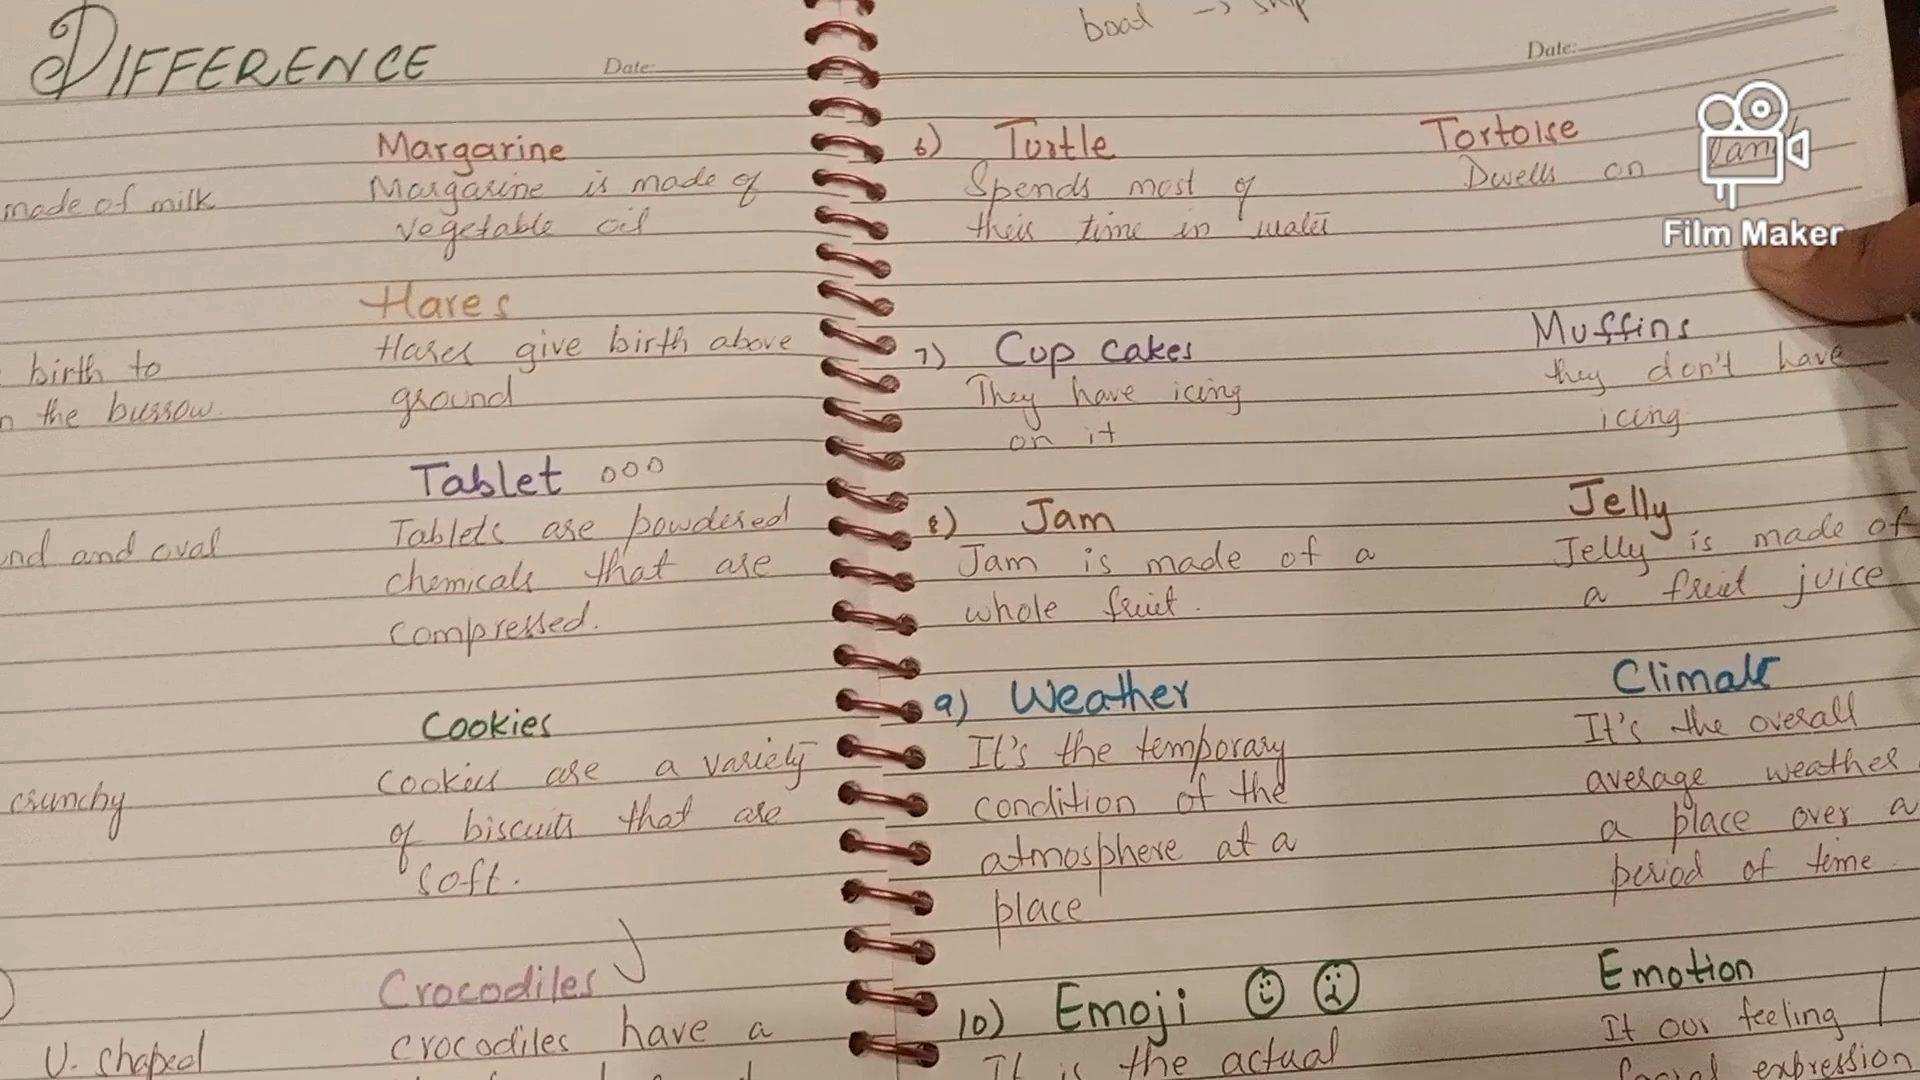 DIFFERENCE
Date:
Margarine
made of milk
Margarine is made of
vegetable oil
Hares
Hares give birth above
birth to
ground
n the burrow.
Tablet
Tablets are powdered
nd and oval
chemicals that are
compressed.
Cookies
Cookies are a variety
crunchy
of biscuits that are
soft.
Crocodiles
U. shaped
crocodiles have a
boat → ship
Date:
6) Turtle
Tortoise
Spends most of
their time in water
Dwells on
land
Film Maker
7) Cup cakes
Muffins
They have icing
on it
they don't have
icing
8) Jam
Jelly
Jam is made of a
whole fruit.
Jelly is made of
a fruit juice
9) Weather
Climate
It's the temporary
condition of the
atmosphere at a
place
It's the overall
average weather
a place over a
period of time
10) Emoji
Emotion
It is the actual
It our feeling
expression